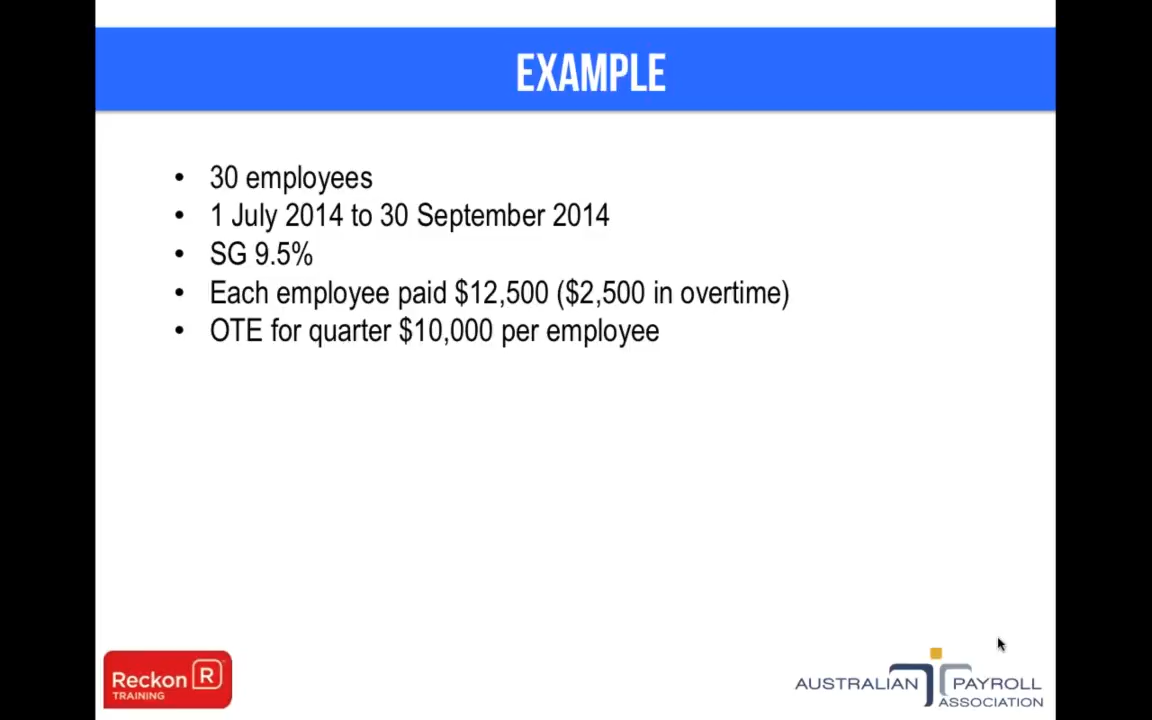 EXAMPLE
• 30 employees
• 1 July 2014 to 30 September 2014
• SG 9.5%
• Each employee paid $12,500 ($2,500 in overtime)
• OTE for quarter $10,000 per employee
Reckon R
TRAINING
AUSTRALIAN PAYROLL
ASSOCIATION